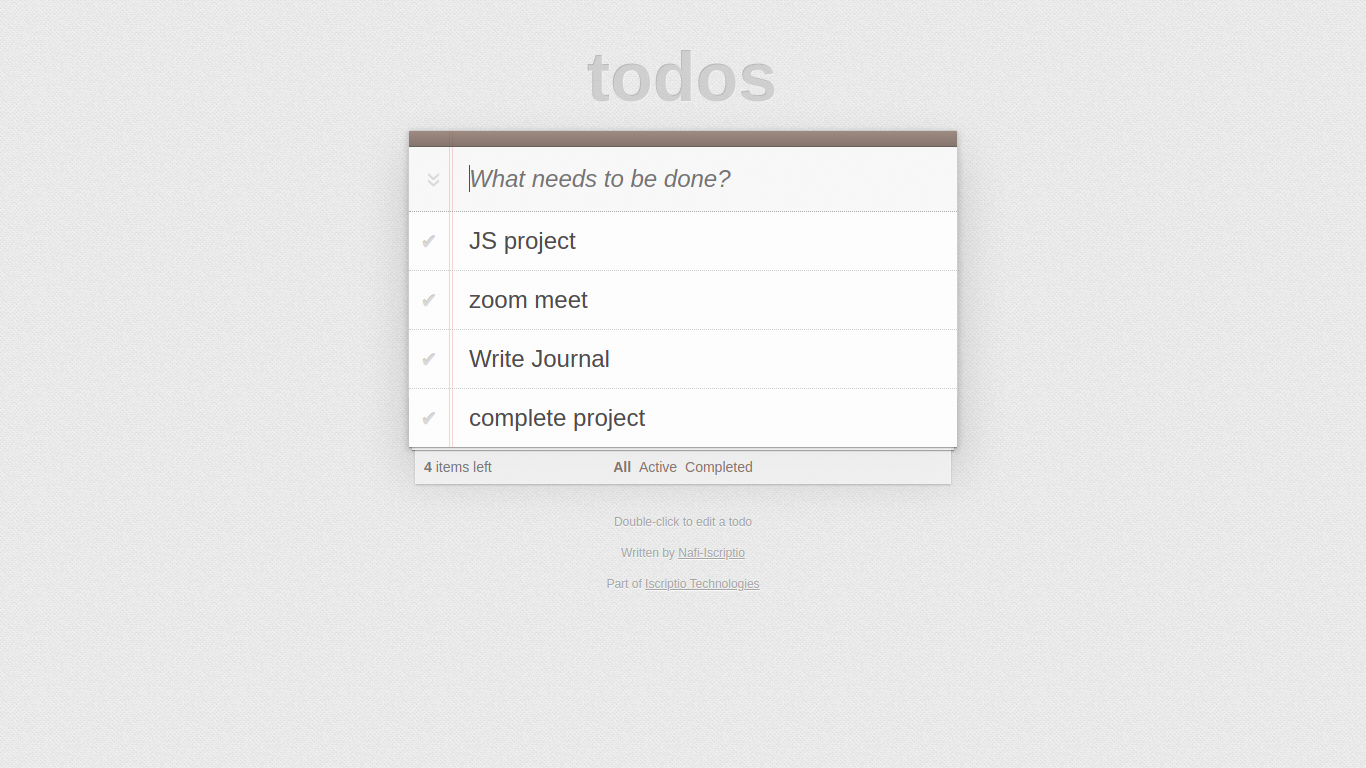 todos
What needs to be done?
✔ JS project
✔ zoom meet
✔ Write Journal
✔ complete project
4 items left All Active Completed
Double-click to edit a todo
Written by Nafi-Iscriptio
Part of Iscriptio Technologies